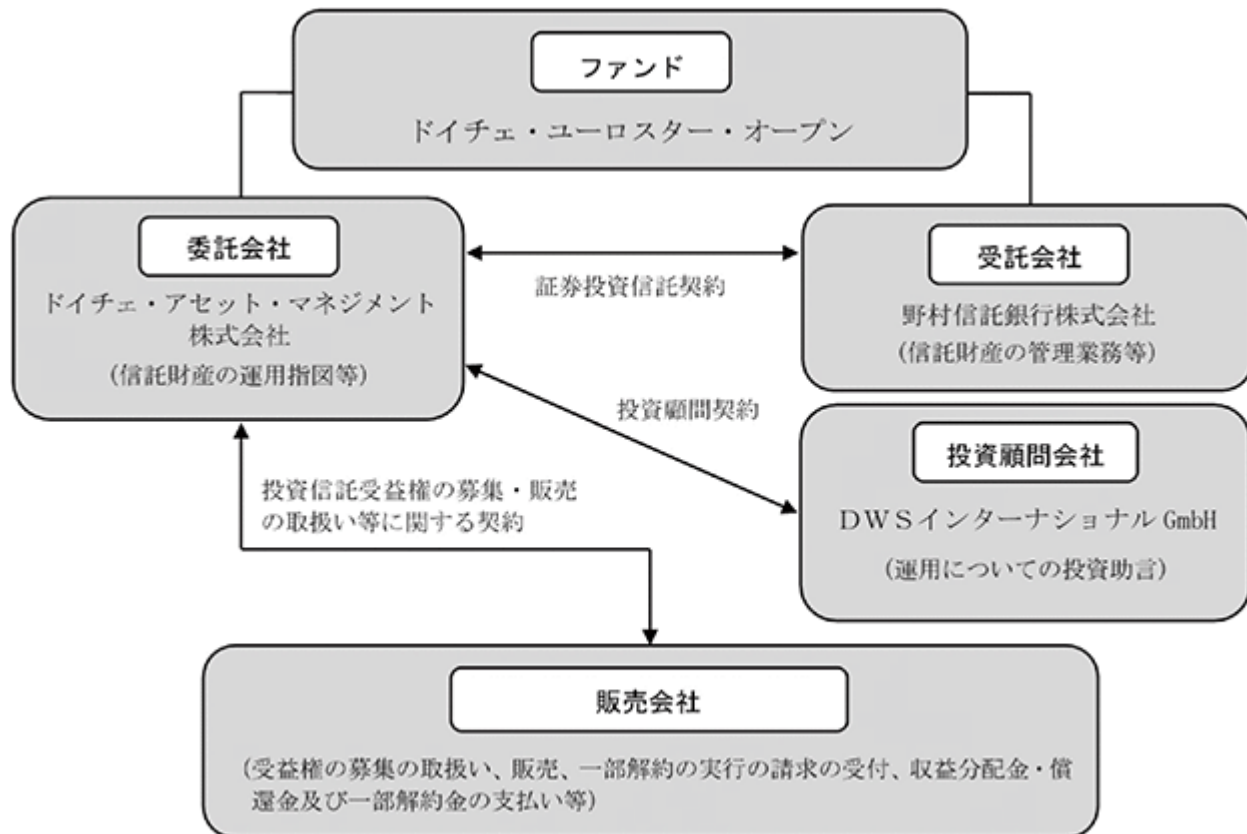 ファンド
ドイチェ・ユーロスター・オープン
委託会社
ドイチェ・アセット・マネジメント
株式会社
(信託財産の運用指図等)
証券投資信託契約
受託会社
野村信託銀行株式会社
(信託財産の管理業務等)
投資顧問契約
投資顧問会社
DWSインターナショナル GmbH
(運用についての投資助言)
投資信託受益権の募集・販売
の取扱い等に関する契約
販売会社
(受益権の募集の取扱い、販売、一部解約の実行の請求の受付、収益分配金・償
還金及び一部解約金の支払い等)